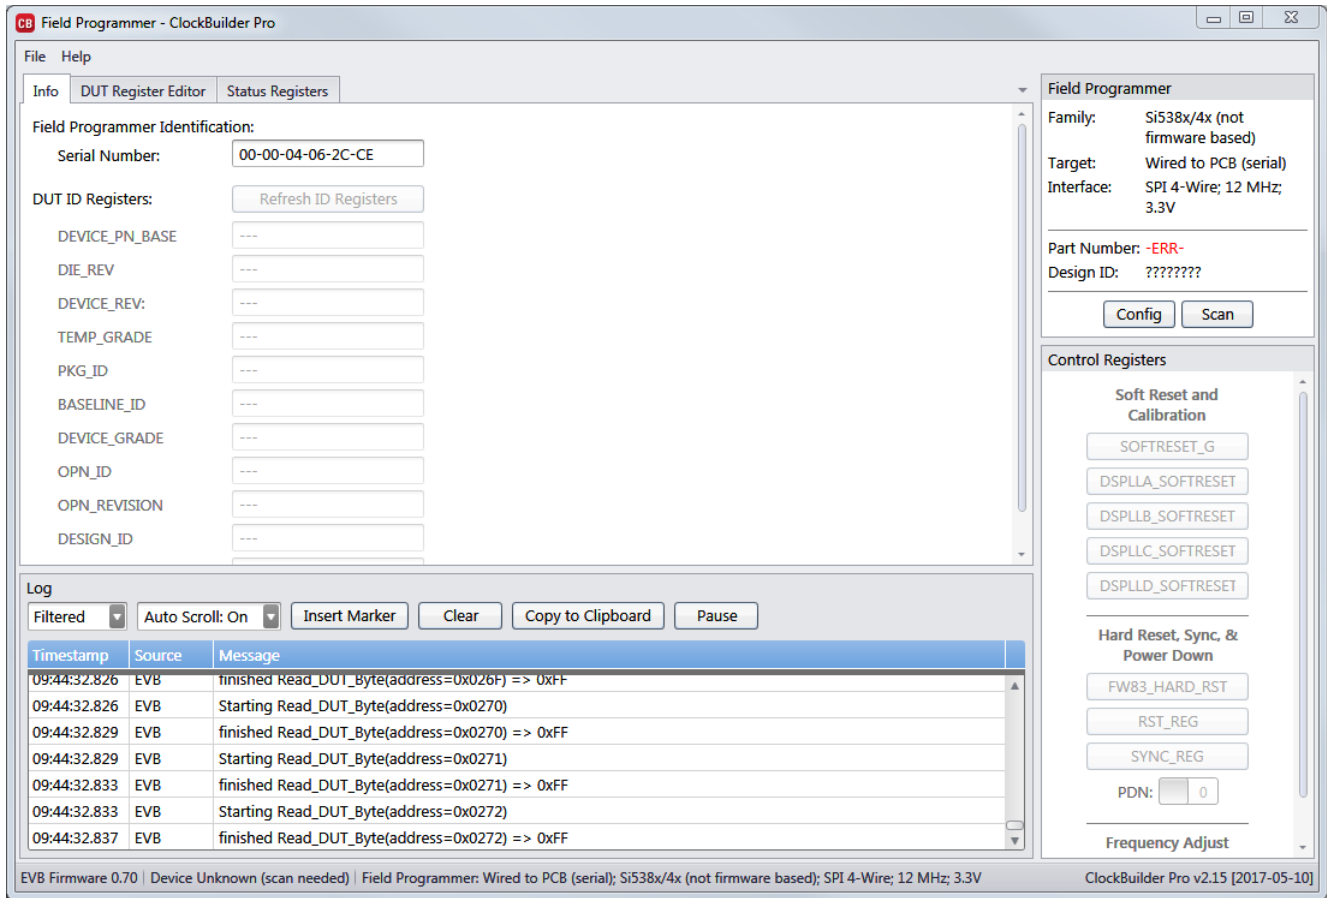 CB Field Programmer - ClockBuilder Pro
File Help
Info DUT Register Editor Status Registers
Field Programmer Identification:
Serial Number: 00-00-04-06-2C-CE
DUT ID Registers: Refresh ID Registers
DEVICE_PN_BASE ---
DIE_REV ---
DEVICE_REV: ---
TEMP_GRADE ---
PKG_ID ---
BASELINE_ID ---
DEVICE_GRADE ---
OPN_ID ---
OPN_REVISION ---
DESIGN_ID ---
Log
Filtered Auto Scroll: On Insert Marker Clear Copy to Clipboard Pause
Timestamp Source Message
09:44:32.826 EVB finished Read_DUT_Byte(address=0x026F) => 0xFF
09:44:32.826 EVB Starting Read_DUT_Byte(address=0x0270)
09:44:32.829 EVB finished Read_DUT_Byte(address=0x0270) => 0xFF
09:44:32.829 EVB Starting Read_DUT_Byte(address=0x0271)
09:44:32.833 EVB finished Read_DUT_Byte(address=0x0271) => 0xFF
09:44:32.833 EVB Starting Read_DUT_Byte(address=0x0272)
09:44:32.837 EVB finished Read_DUT_Byte(address=0x0272) => 0xFF
Field Programmer
Family: Si538x/4x (not
firmware based)
Target: Wired to PCB (serial)
Interface: SPI 4-Wire; 12 MHz;
3.3V
Part Number: -ERR-
Design ID: ????????
Config Scan
Control Registers
Soft Reset and
Calibration
SOFTRESET_G
DSPLLA_SOFTRESET
DSPLLB_SOFTRESET
DSPLLC_SOFTRESET
DSPLLD_SOFTRESET
Hard Reset, Sync, &
Power Down
FW83_HARD_RST
RST_REG
SYNC_REG
PDN: 0
Frequency Adjust
EVB Firmware 0.70 Device Unknown (scan needed) Field Programmer: Wired to PCB (serial); Si538x/4x (not firmware based); SPI 4-Wire; 12 MHz; 3.3V ClockBuilder Pro v2.15 [2017-05-10]